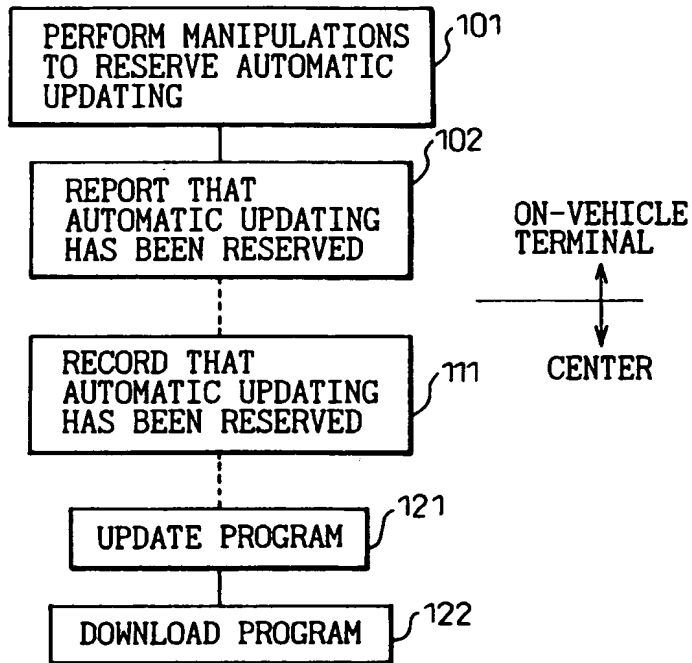 PERFORM MANIPULATIONS
TO RESERVE AUTOMATIC
UPDATING
101
REPORT THAT
AUTOMATIC UPDATING
HAS BEEN RESERVED
102
ON-VEHICLE
TERMINAL
CENTER
RECORD THAT
AUTOMATIC UPDATING
HAS BEEN RESERVED
111
UPDATE PROGRAM
121
DOWNLOAD PROGRAM
122